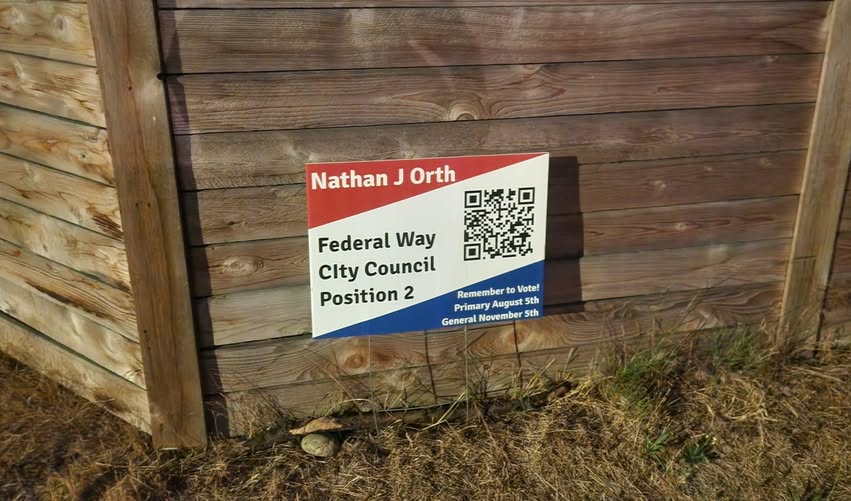 Nathan J Orth
Federal Way
CIty Council
Position 2
Remember to Vote!
Primary August 5th
General November 5th